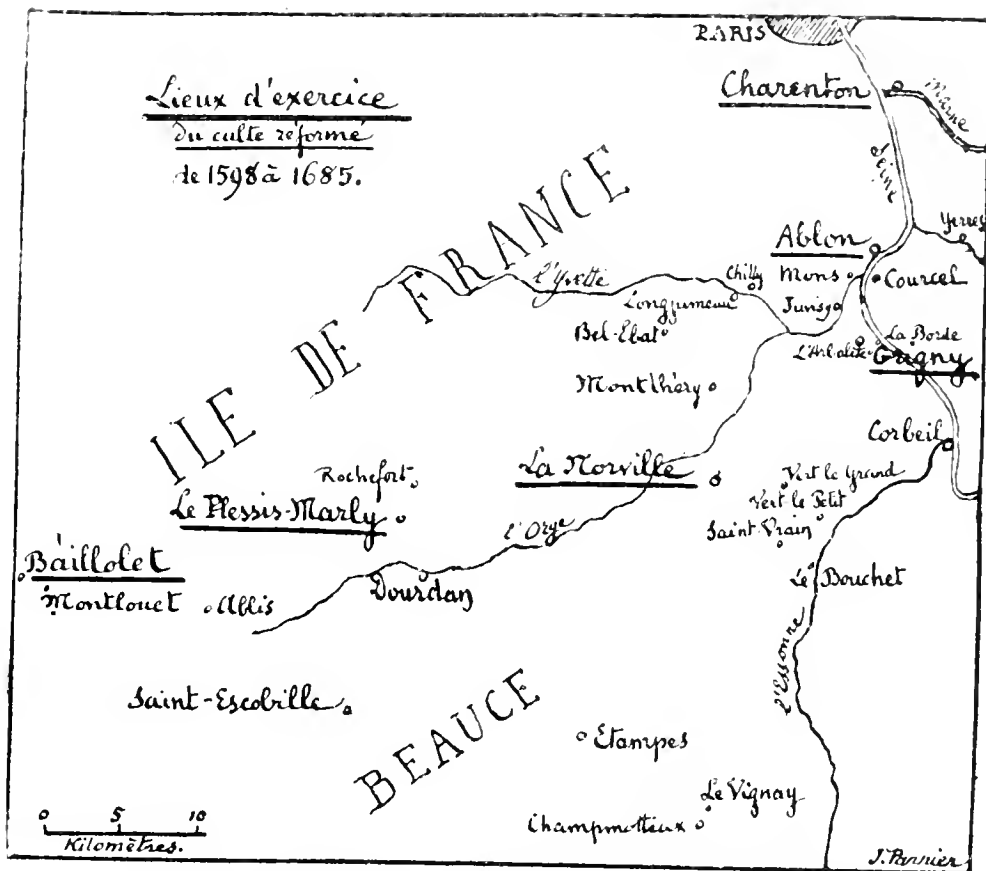 PARIS
Lieux d'exercice
du culte réformé
de 1598 à 1685.
Charenton
Marne
Seine
ILE DE FRANCE
Yerres
Ablon
Mons
Courcel
l'Yvette
Chilly
Longjumeau
Juvisy
Bel-Ebat
La Borde
L'Arbalète
Grigny
Montlhéry
Corbeil
Rochefort
La Norville
Vert le Grand
Vert le Petit
Le Plessis-Marly
Saint-Vrain
l'Orge
Baillolet
Dourdan
Le Bouchet
Montlouet
Ablis
l'Essonne
Saint-Escobille
BEAUCE
Etampes
Le Vignay
Champmotteux
0 5 10
Kilomètres.
J. Pannier